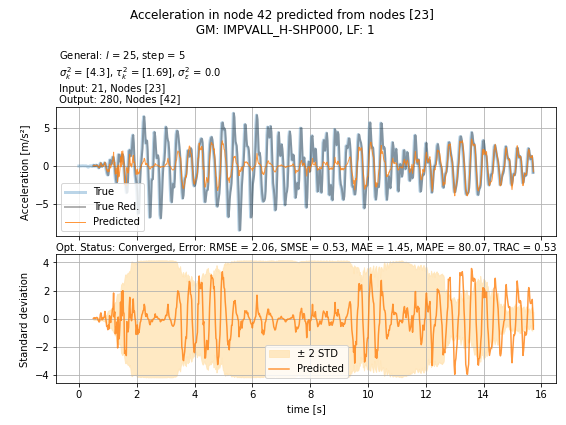 Acceleration in node 42 predicted from nodes [23]
GM: IMPVALL_H-SHP000, LF: 1
General: l = 25, step = 5
σ²ₖ = [4.3], τ²ₖ = [1.69], σ²ε = 0.0
Input: 21, Nodes [23]
Output: 280, Nodes [42]
Acceleration [m/s²]
5
0
−5
True
True Red.
Predicted
Opt. Status: Converged, Error: RMSE = 2.06, SMSE = 0.53, MAE = 1.45, MAPE = 80.07, TRAC = 0.53
Standard deviation
4
2
0
−2
−4
± 2 STD
Predicted
0 2 4 6 8 10 12 14 16
time [s]